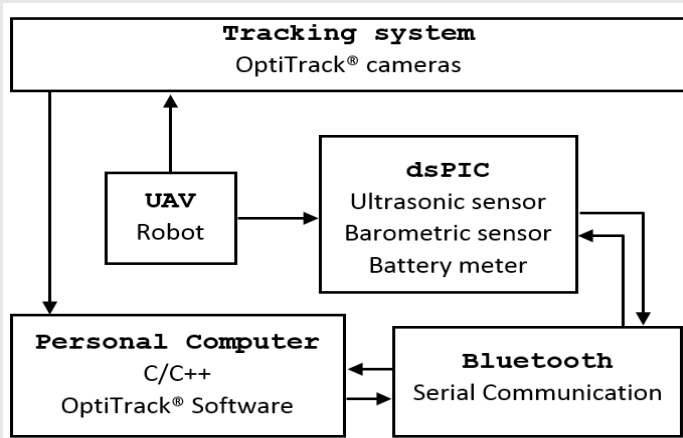 Tracking system
OptiTrack® cameras
UAV
Robot
dsPIC
Ultrasonic sensor
Barometric sensor
Battery meter
Personal Computer
C/C++
OptiTrack® Software
Bluetooth
Serial Communication